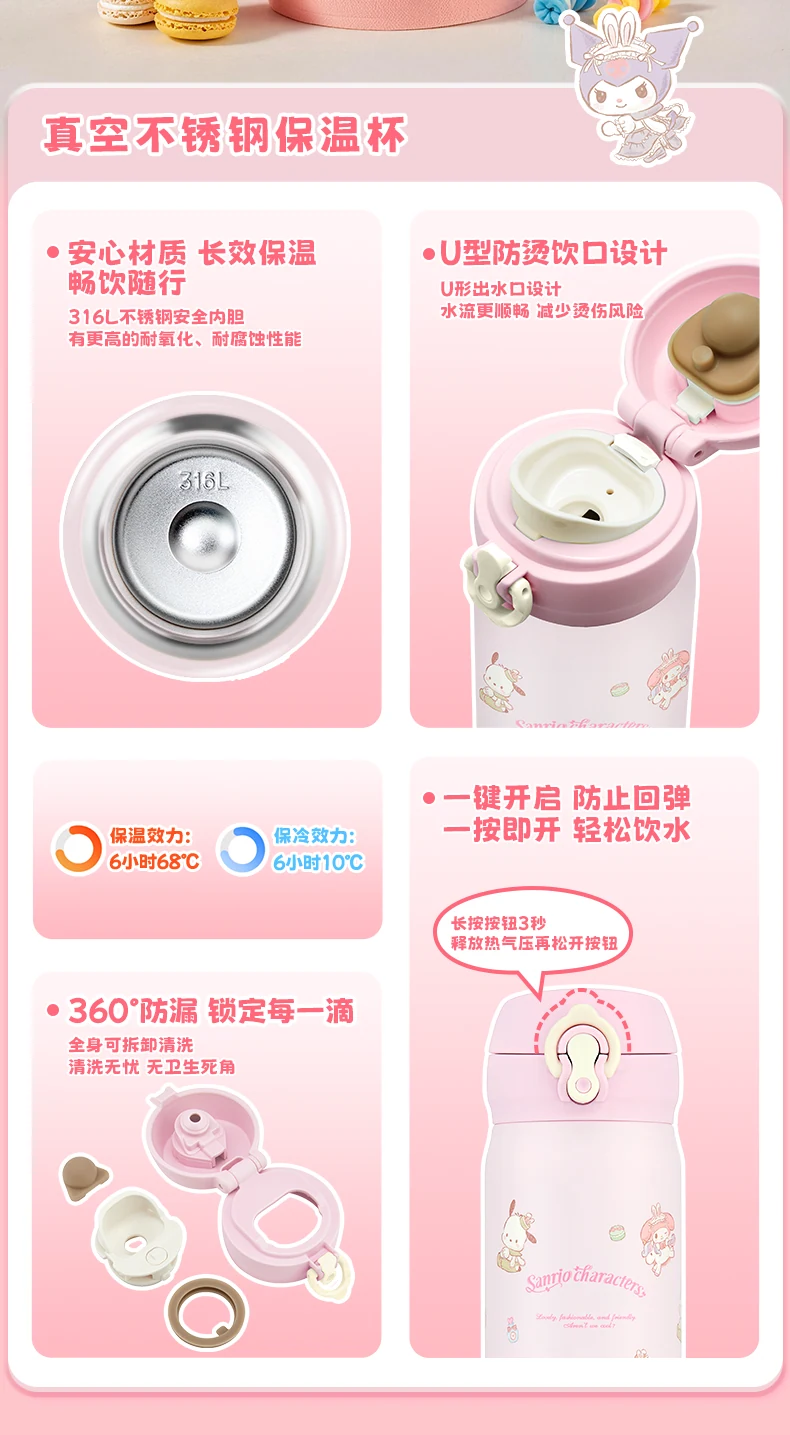 真空不锈钢保温杯
安心材质 长效保温
畅饮随行
316L不锈钢安全内胆
有更高的耐氧化、耐腐蚀性能
316L
U型防烫饮口设计
U形出水口设计
水流更顺畅 减少烫伤风险
Sanrio characters
保温效力:
6小时68℃
保冷效力:
6小时10℃
一键开启 防止回弹
一按即开 轻松饮水
长按按钮3秒
释放热气压再松开按钮
360°防漏 锁定每一滴
全身可拆卸清洗
清洗无忧 无卫生死角
Sanrio characters
Lovely, fashionable, and friendly
Aren't we cool?